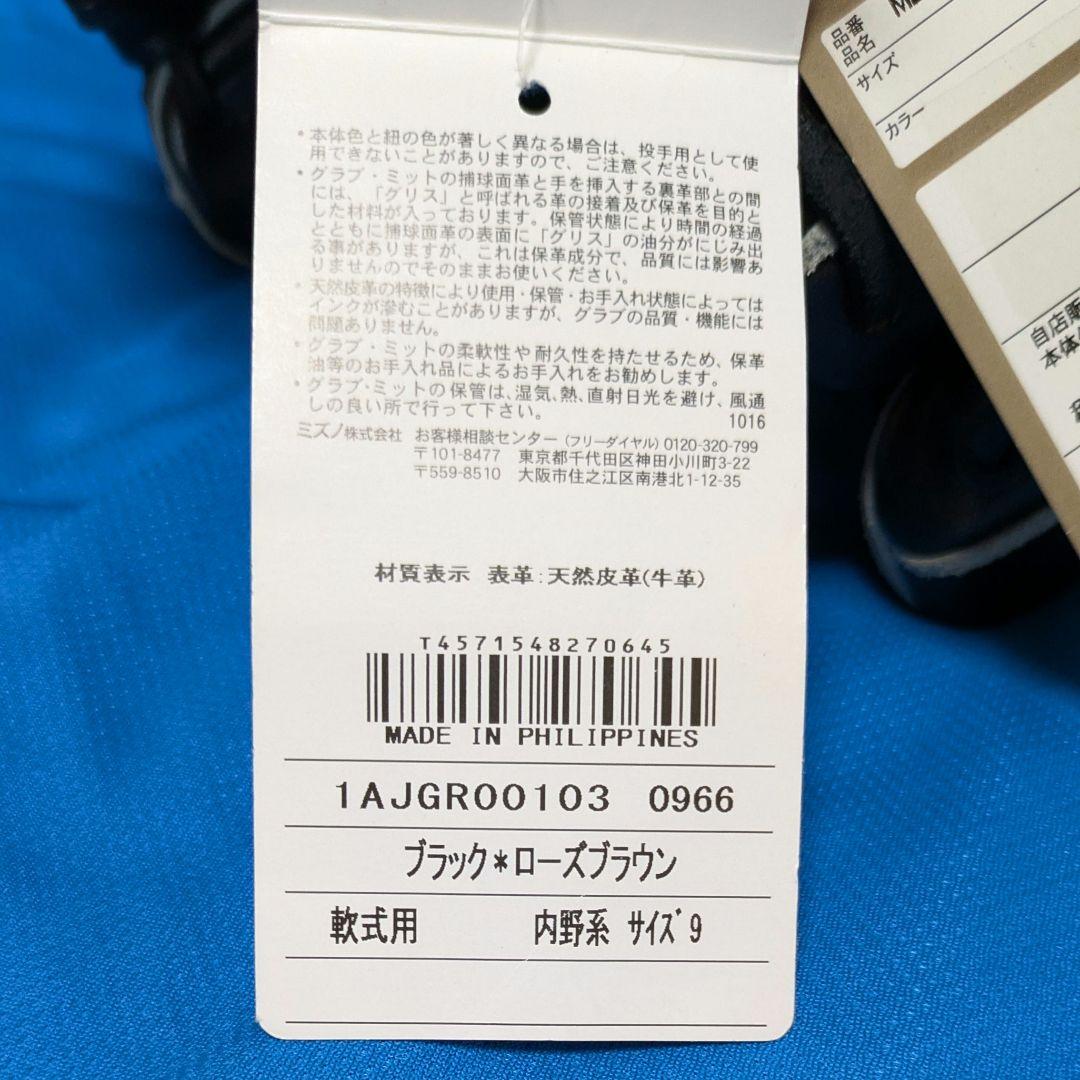 ・本体色と紐の色が著しく異なる場合は、投手用として使
用できないことがありますので、ご注意ください。
・グラブ・ミットの捕球面革と手を挿入する裏革部との間
には、「グリス」と呼ばれる革の接着及び保革を目的と
した材料が入っております。保管状態により時間の経過
とともに捕球面革の表面に「グリス」の油分がにじみ出
る事がありますが、これは保革成分で、品質には影響あ
りませんのでそのままお使いください。
・天然皮革の特徴により使用・保管・お手入れ状態によっては
インクが滲むことがありますが、グラブの品質・機能には
問題ありません。
・グラブ・ミットの柔軟性や耐久性を持たせるため、保革
油等のお手入れ品によるお手入れをお勧めします。
・グラブ・ミットの保管は、湿気、熱、直射日光を避け、風通
しの良い所で行って下さい。 1016
ミズノ株式会社 お客様相談センター (フリーダイヤル) 0120-320-799
〒101-8477 東京都千代田区神田小川町3-22
〒559-8510 大阪市住之江区南港北1-12-35
材質表示 表革:天然皮革(牛革)
T4571548270645
MADE IN PHILIPPINES
1AJGR00103 0966
ブラック*ローズブラウン
軟式用 内野系 サイズ9
品番
品名
サイズ
カラー
自店販
本体